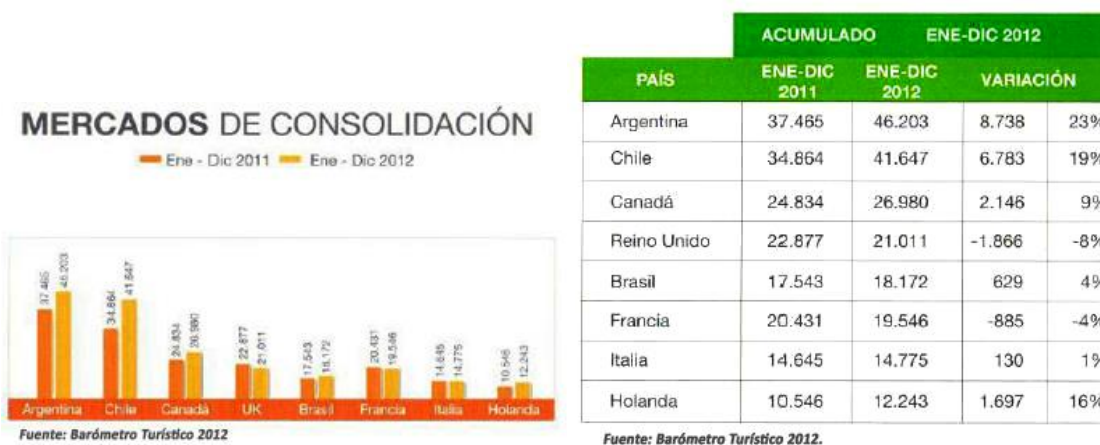 MERCADOS DE CONSOLIDACIÓN
Ene - Dic 2011 Ene - Dic 2012
37.465 45.203 34.864 41.647 24.834 26.980 22.877 21.011 17.543 18.172 20.431 19.546 14.645 14.775 10.546 12.243
Argentina Chile Canadá UK Brasil Francia Italia Holanda
Fuente: Barómetro Turístico 2012
ACUMULADO ENE-DIC 2012
PAÍS ENE-DIC 2011 ENE-DIC 2012 VARIACIÓN
Argentina 37.465 46.203 8.738 23%
Chile 34.864 41.647 6.783 19%
Canadá 24.834 26.980 2.146 9%
Reino Unido 22.877 21.011 -1.866 -8%
Brasil 17.543 18.172 629 4%
Francia 20.431 19.546 -885 -4%
Italia 14.645 14.775 130 1%
Holanda 10.546 12.243 1.697 16%
Fuente: Barómetro Turístico 2012.